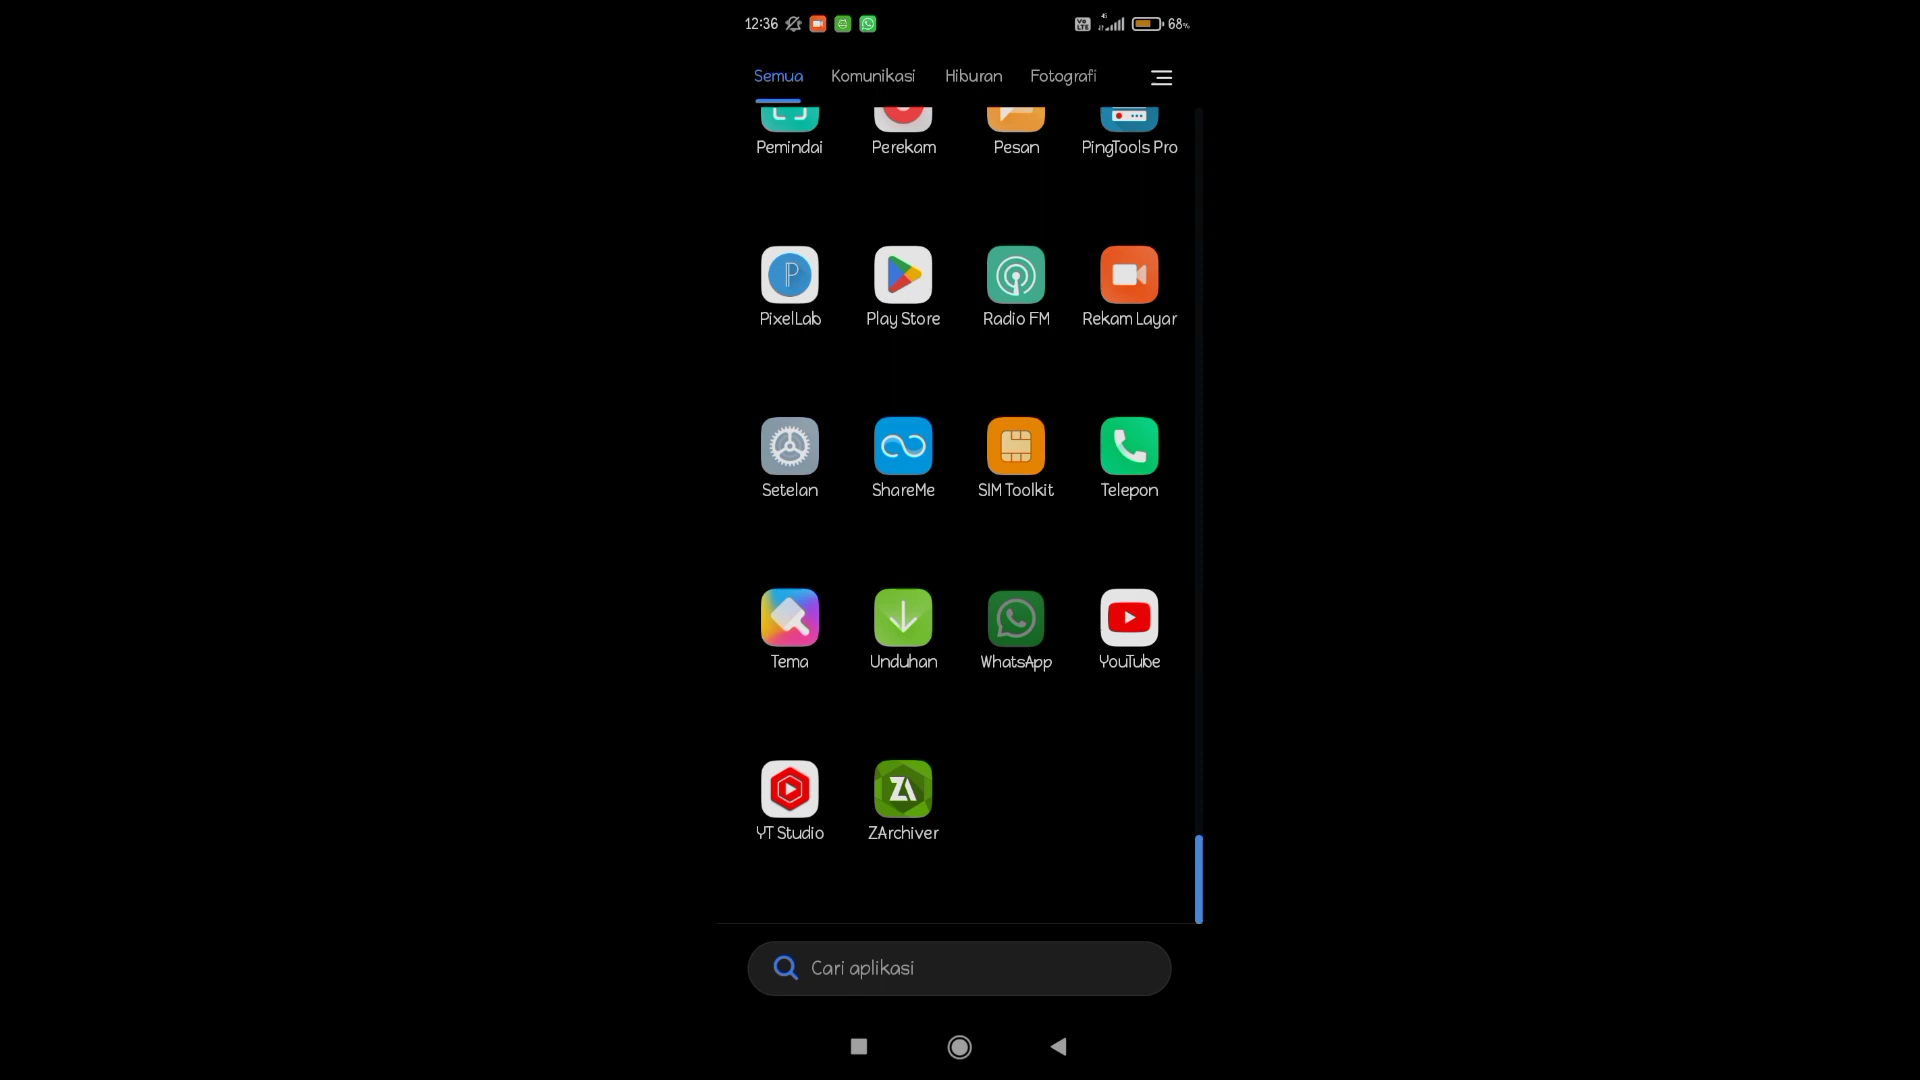 12:36 68%
Semua Komunikasi Hiburan Fotografi
Pemindai Perekam Pesan PingTools Pro
PixelLab Play Store Radio FM Rekam Layar
Setelan ShareMe SIM Toolkit Telepon
Tema Unduhan WhatsApp YouTube
YT Studio ZArchiver
Cari aplikasi